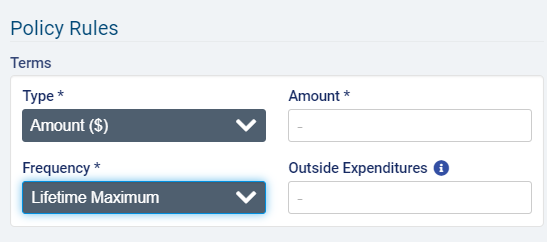 Policy Rules
Terms
Type * Amount *
Amount ($) -
Frequency * Outside Expenditures i
Lifetime Maximum -